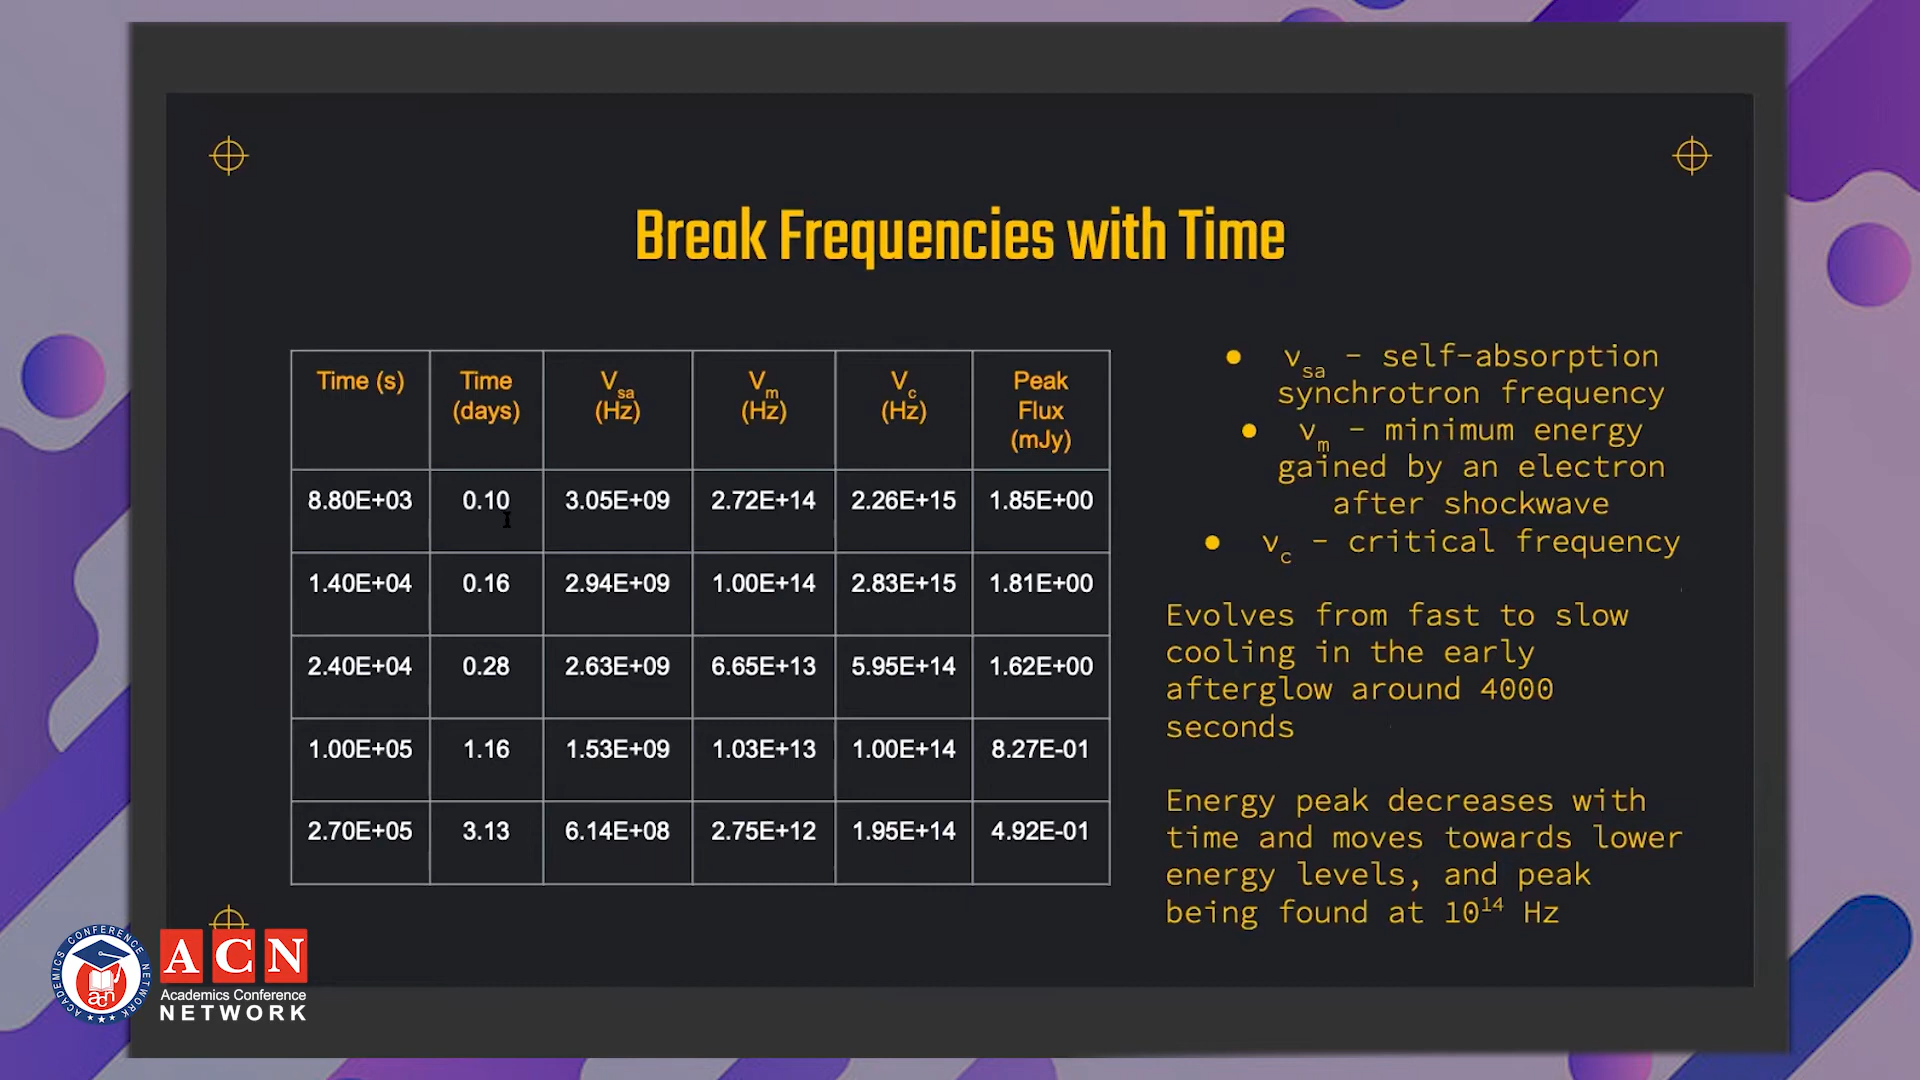 Break Frequencies with Time
Time (s) Time (days) Vsa (Hz) Vm (Hz) Vc (Hz) Peak Flux (mJy)
8.80E+03 0.10 3.05E+09 2.72E+14 2.26E+15 1.85E+00
1.40E+04 0.16 2.94E+09 1.00E+14 2.83E+15 1.81E+00
2.40E+04 0.28 2.63E+09 6.65E+13 5.95E+14 1.62E+00
1.00E+05 1.16 1.53E+09 1.03E+13 1.00E+14 8.27E-01
2.70E+05 3.13 6.14E+08 2.75E+12 1.95E+14 4.92E-01
● νsa – self-absorption
synchrotron frequency
● νm – minimum energy
gained by an electron
after shockwave
● νc – critical frequency
Evolves from fast to slow
cooling in the early
afterglow around 4000
seconds
Energy peak decreases with
time and moves towards lower
energy levels, and peak
being found at 10¹⁴ Hz
ACADEMICS CONFERENCE NETWORK
acn
ACN
Academics Conference
NETWORK